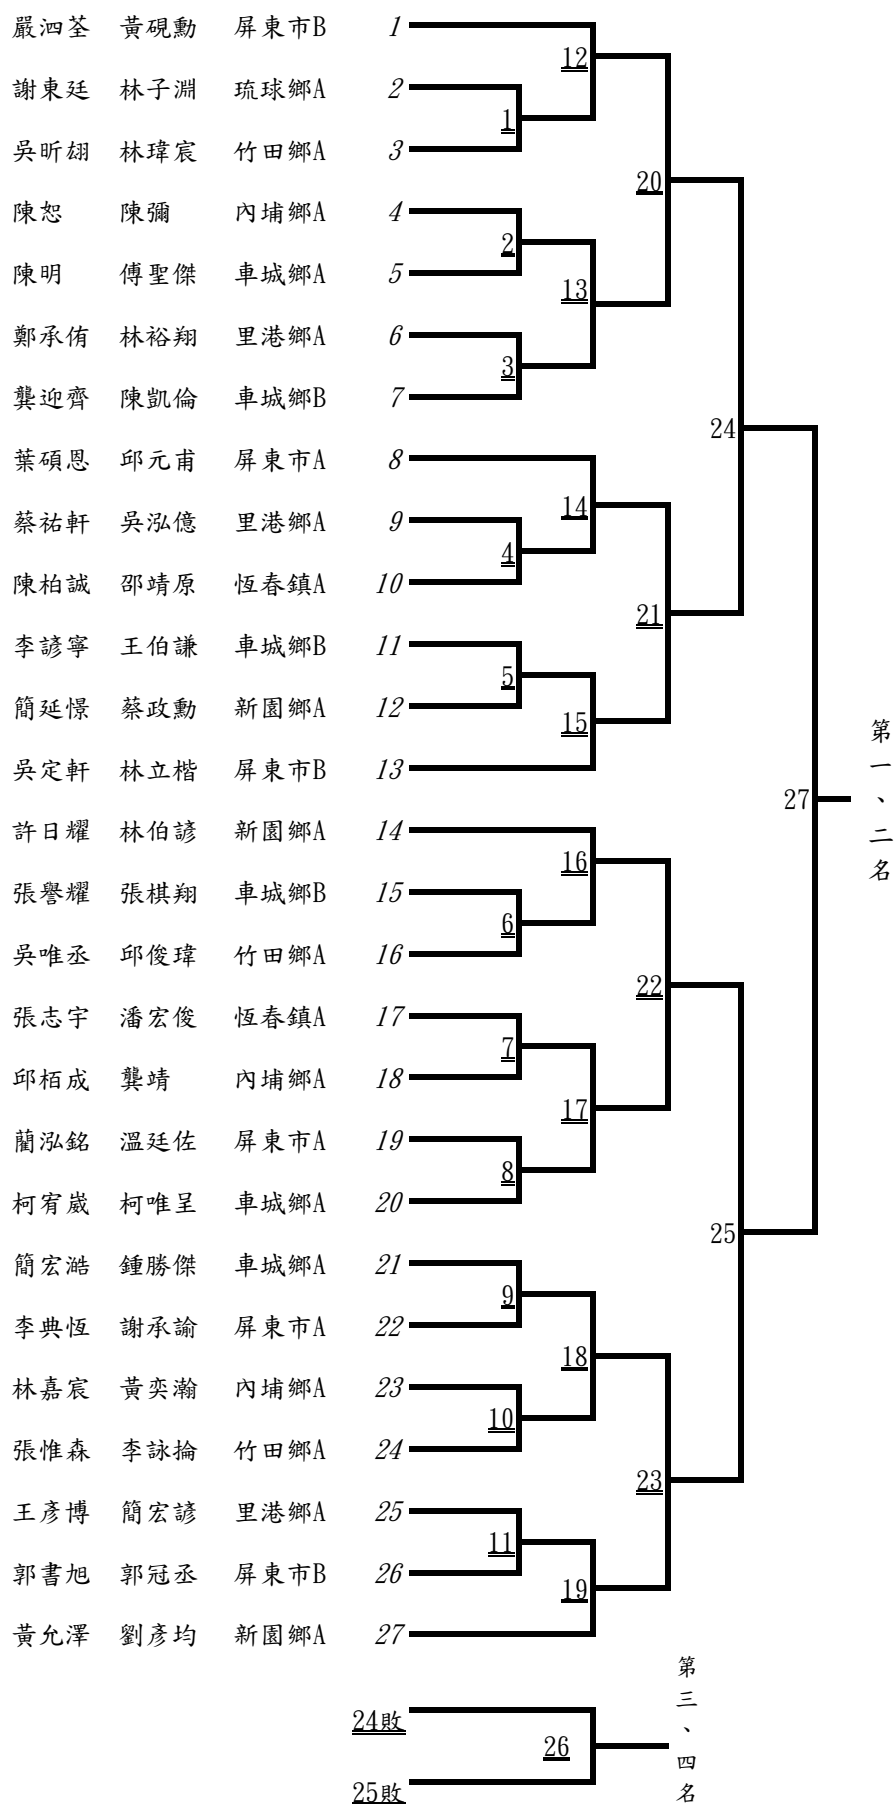 嚴泗荃 黃硯勳 屏東市B 1
12
謝東廷 林子淵 琉球鄉A 2
1
吳昕翃 林瑋宸 竹田鄉A 3
20
陳恕 陳彌 內埔鄉A 4
2
陳明 傅聖傑 車城鄉A 5
13
鄭承侑 林裕翔 里港鄉A 6
3
龔迎齊 陳凱倫 車城鄉B 7
24
葉碩恩 邱元甫 屏東市A 8
14
蔡祐軒 吳泓億 里港鄉A 9
4
陳柏誠 邵靖原 恆春鎮A 10
21
李諺寧 王伯謙 車城鄉B 11
5
簡延憬 蔡政勳 新園鄉A 12
15
吳定軒 林立楷 屏東市B 13
27
第一、二名
許日耀 林伯諺 新園鄉A 14
16
張譽耀 張棋翔 車城鄉B 15
6
吳唯丞 邱俊瑋 竹田鄉A 16
22
張志宇 潘宏俊 恆春鎮A 17
7
邱栢成 龔靖 內埔鄉A 18
17
藺泓銘 溫廷佐 屏東市A 19
8
柯宥崴 柯唯呈 車城鄉A 20
25
簡宏澔 鍾勝傑 車城鄉A 21
9
李典恆 謝承諭 屏東市A 22
18
林嘉宸 黃奕瀚 內埔鄉A 23
10
張惟森 李詠掄 竹田鄉A 24
23
王彥博 簡宏諺 里港鄉A 25
11
郭書旭 郭冠丞 屏東市B 26
19
黃允澤 劉彥均 新園鄉A 27
24敗
26
25敗
第三、四名